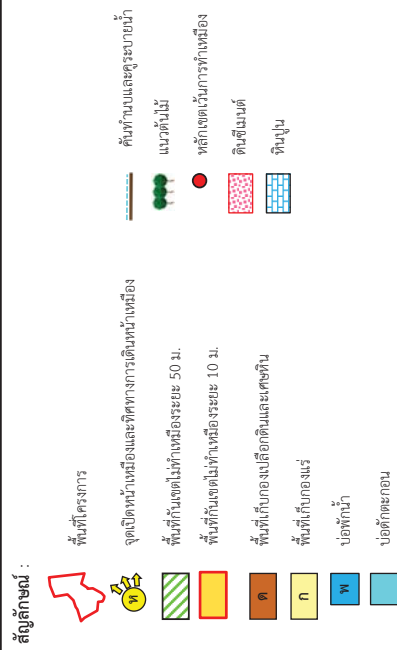 สัญลักษณ์ :
พื้นที่โครงการ
ห จุดเปิดหน้าเหมืองและทิศทางการเดินหน้าเหมือง
พื้นที่กันเขตไม่ทำเหมืองระยะ 50 ม.
พื้นที่กันเขตไม่ทำเหมืองระยะ 10 ม.
ด พื้นที่เก็บกองเปลือกดินและเศษหิน
ก พื้นที่เก็บกองแร่
พ บ่อพักน้ำ
บ่อดักตะกอน
คันทำนบและคูระบายน้ำ
แนวต้นไม้
หลักเขตเว้นการทำเหมือง
ดินซีเมนต์
หินปูน